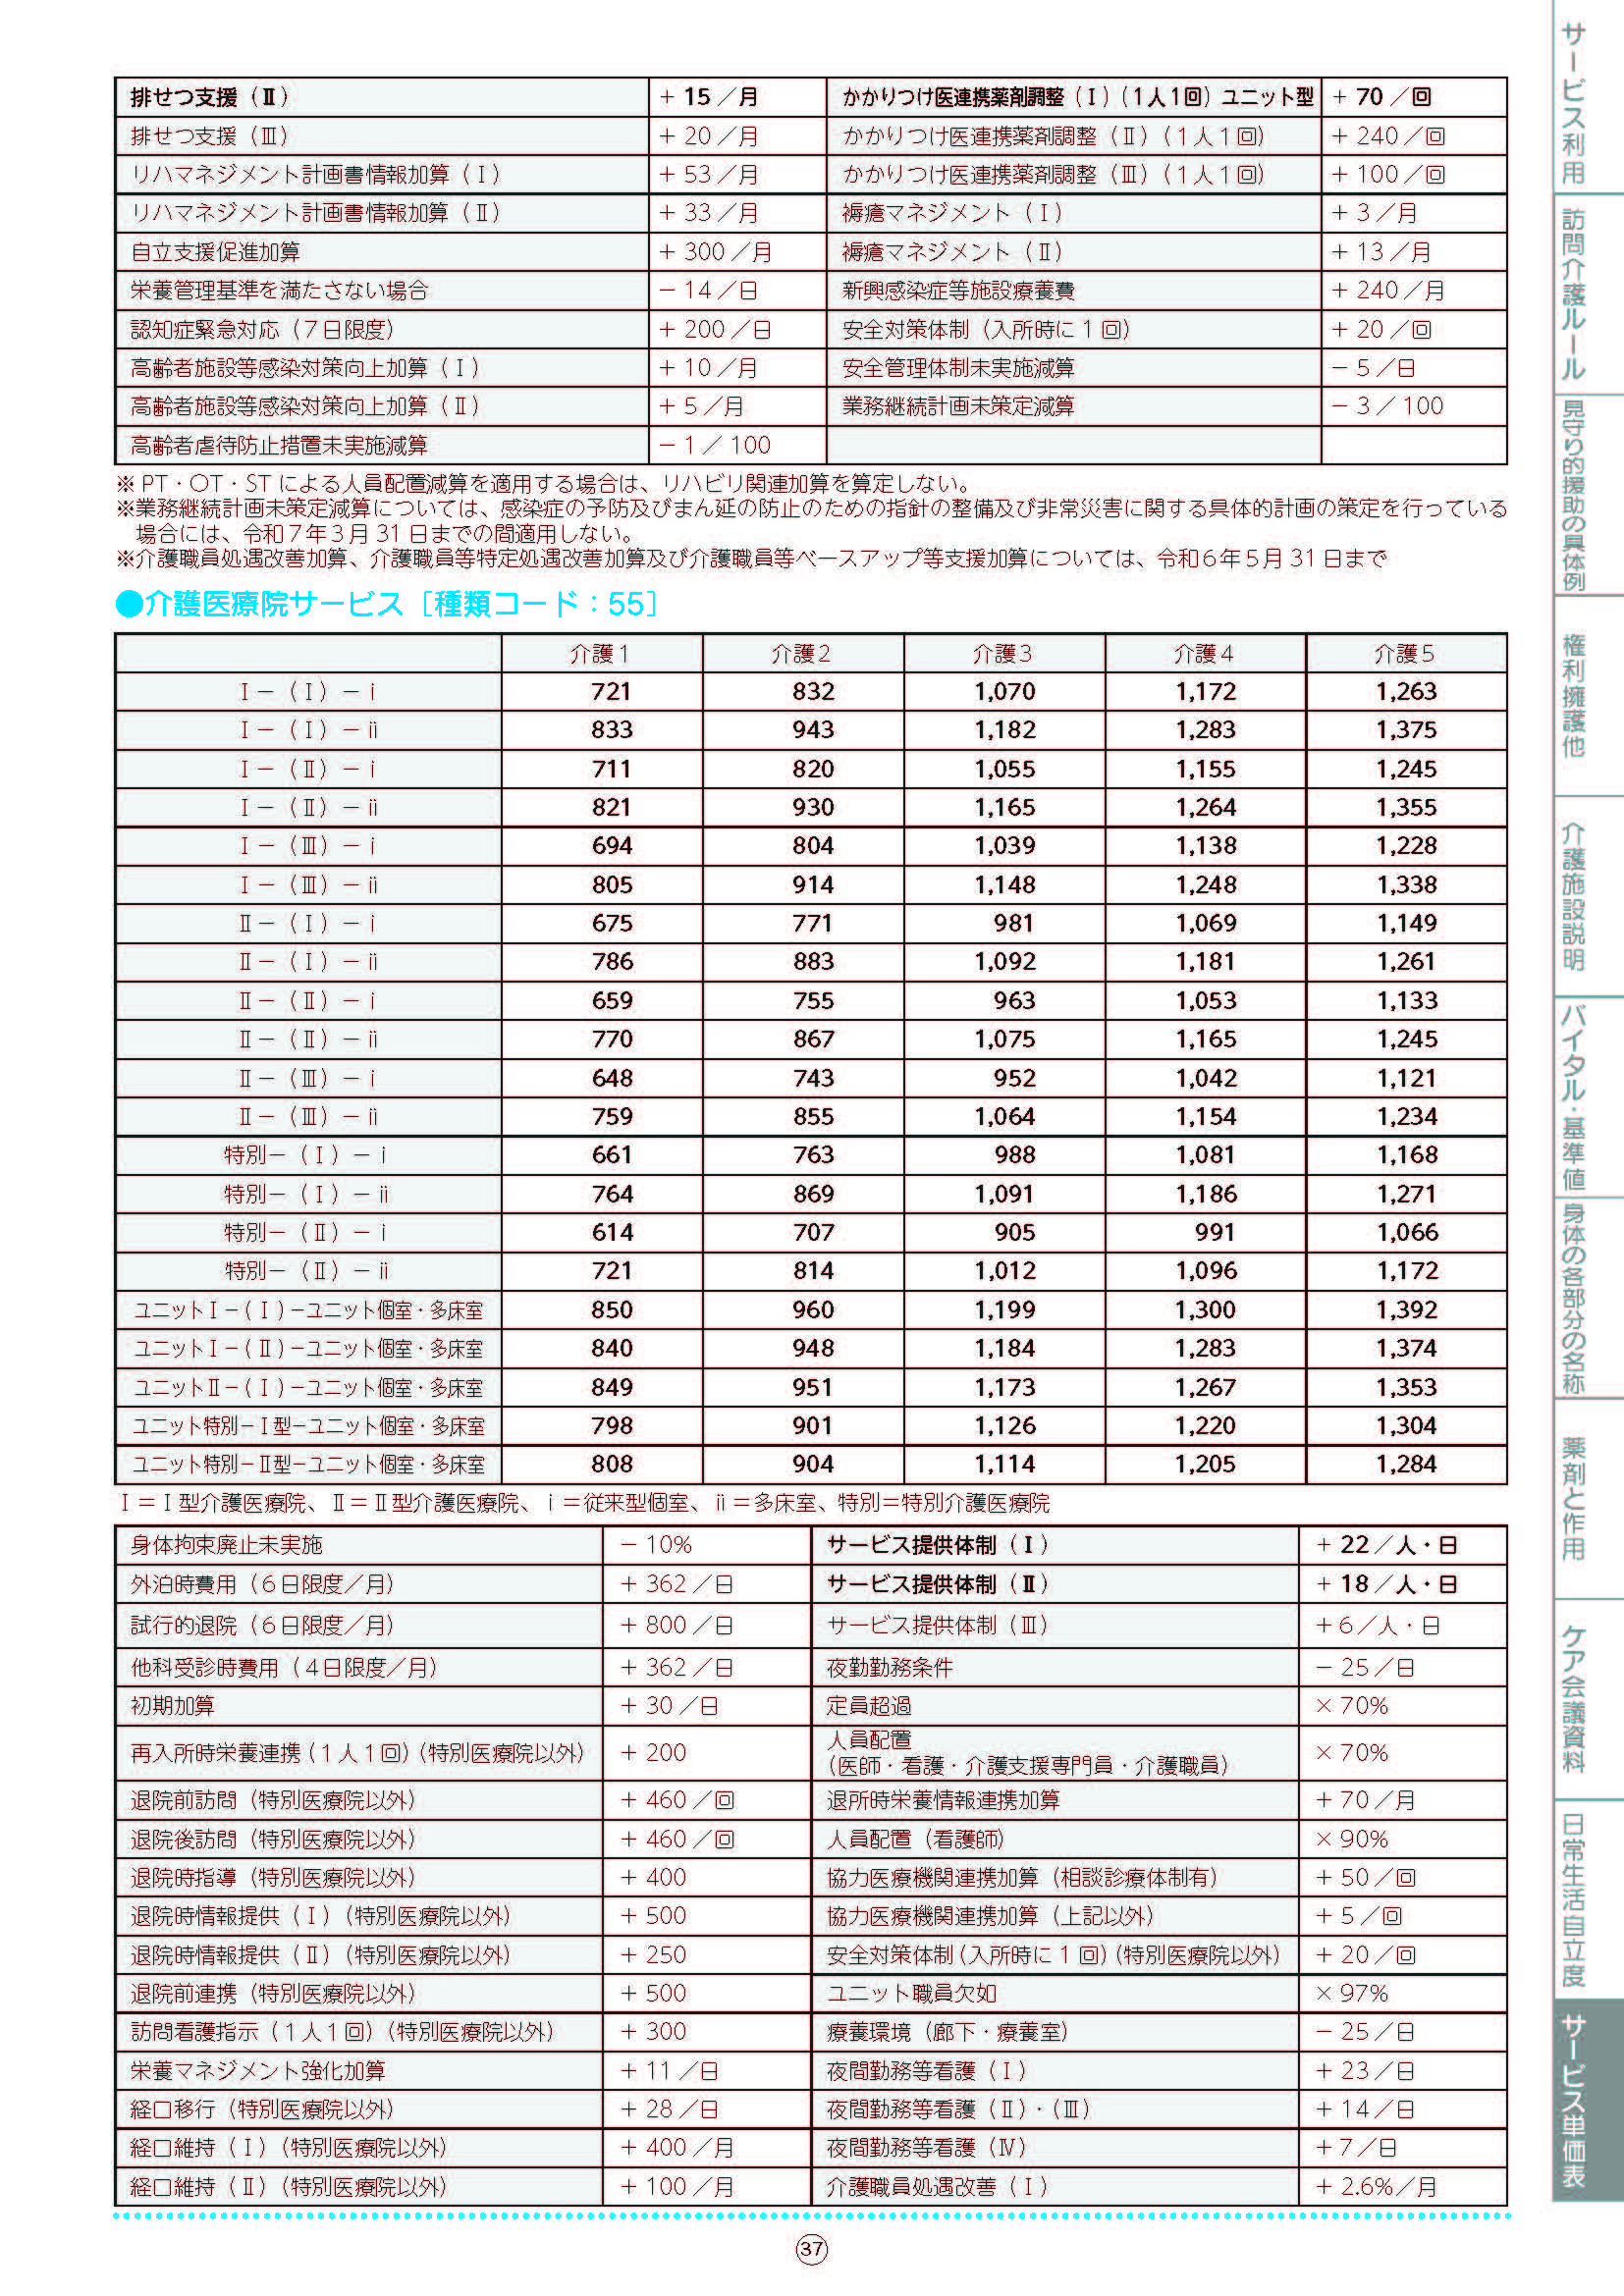 排せつ支援（Ⅱ） ＋ 15 ／月 かかりつけ医連携薬剤調整（Ⅰ）（1人1回）ユニット型 ＋ 70 ／回
排せつ支援（Ⅲ） ＋ 20 ／月 かかりつけ医連携薬剤調整（Ⅱ）（1人1回） ＋ 240 ／回
リハマネジメント計画書情報加算（Ⅰ） ＋ 53 ／月 かかりつけ医連携薬剤調整（Ⅲ）（1人1回） ＋ 100 ／回
リハマネジメント計画書情報加算（Ⅱ） ＋ 33 ／月 褥瘡マネジメント（Ⅰ） ＋ 3 ／月
自立支援促進加算 ＋ 300 ／月 褥瘡マネジメント（Ⅱ） ＋ 13 ／月
栄養管理基準を満たさない場合 － 14 ／日 新興感染症等施設療養費 ＋ 240 ／月
認知症緊急対応（7日限度） ＋ 200 ／日 安全対策体制（入所時に1回） ＋ 20 ／回
高齢者施設等感染対策向上加算（Ⅰ） ＋ 10 ／月 安全管理体制未実施減算 － 5 ／日
高齢者施設等感染対策向上加算（Ⅱ） ＋ 5 ／月 業務継続計画未策定減算 － 3 ／ 100
高齢者虐待防止措置未実施減算 － 1 ／ 100
※ PT・OT・ST による人員配置減算を適用する場合は、リハビリ関連加算を算定しない。
※業務継続計画未策定減算については、感染症の予防及びまん延の防止のための指針の整備及び非常災害に関する具体的計画の策定を行っている
場合には、令和7年3月 31 日までの間適用しない。
※介護職員処遇改善加算、介護職員等特定処遇改善加算及び介護職員等ベースアップ等支援加算については、令和6年5月 31 日まで
●介護医療院サービス［種類コード：55］
介護1 介護2 介護3 介護4 介護5
Ⅰ－（Ⅰ）－ⅰ 721 832 1,070 1,172 1,263
Ⅰ－（Ⅰ）－ⅱ 833 943 1,182 1,283 1,375
Ⅰ－（Ⅱ）－ⅰ 711 820 1,055 1,155 1,245
Ⅰ－（Ⅱ）－ⅱ 821 930 1,165 1,264 1,355
Ⅰ－（Ⅲ）－ⅰ 694 804 1,039 1,138 1,228
Ⅰ－（Ⅲ）－ⅱ 805 914 1,148 1,248 1,338
Ⅱ－（Ⅰ）－ⅰ 675 771 981 1,069 1,149
Ⅱ－（Ⅰ）－ⅱ 786 883 1,092 1,181 1,261
Ⅱ－（Ⅱ）－ⅰ 659 755 963 1,053 1,133
Ⅱ－（Ⅱ）－ⅱ 770 867 1,075 1,165 1,245
Ⅱ－（Ⅲ）－ⅰ 648 743 952 1,042 1,121
Ⅱ－（Ⅲ）－ⅱ 759 855 1,064 1,154 1,234
特別－（Ⅰ）－ⅰ 661 763 988 1,081 1,168
特別－（Ⅰ）－ⅱ 764 869 1,091 1,186 1,271
特別－（Ⅱ）－ⅰ 614 707 905 991 1,066
特別－（Ⅱ）－ⅱ 721 814 1,012 1,096 1,172
ユニットⅠ－（Ⅰ）－ユニット個室・多床室 850 960 1,199 1,300 1,392
ユニットⅠ－（Ⅱ）－ユニット個室・多床室 840 948 1,184 1,283 1,374
ユニットⅡ－（Ⅰ）－ユニット個室・多床室 849 951 1,173 1,267 1,353
ユニット特別－Ⅰ型－ユニット個室・多床室 798 901 1,126 1,220 1,304
ユニット特別－Ⅱ型－ユニット個室・多床室 808 904 1,114 1,205 1,284
Ⅰ＝Ⅰ型介護医療院、Ⅱ＝Ⅱ型介護医療院、ⅰ＝従来型個室、ⅱ＝多床室、特別＝特別介護医療院
身体拘束廃止未実施 － 10% サービス提供体制（Ⅰ） ＋ 22 ／人・日
外泊時費用（6日限度／月） ＋ 362 ／日 サービス提供体制（Ⅱ） ＋ 18 ／人・日
試行的退院（6日限度／月） ＋ 800 ／日 サービス提供体制（Ⅲ） ＋6／人・日
他科受診時費用（4日限度／月） ＋ 362 ／日 夜勤勤務条件 － 25 ／日
初期加算 ＋ 30 ／日 定員超過 × 70%
再入所時栄養連携（1人1回）（特別医療院以外） ＋ 200 人員配置
（医師・看護・介護支援専門員・介護職員） × 70%
退院前訪問（特別医療院以外） ＋ 460 ／回 退所時栄養情報連携加算 ＋ 70 ／月
退院後訪問（特別医療院以外） ＋ 460 ／回 人員配置（看護師） × 90%
退院時指導（特別医療院以外） ＋ 400 協力医療機関連携加算（相談診療体制有） ＋ 50 ／回
退院時情報提供（Ⅰ）（特別医療院以外） ＋ 500 協力医療機関連携加算（上記以外） ＋ 5 ／回
退院時情報提供（Ⅱ）（特別医療院以外） ＋ 250 安全対策体制（入所時に1回）（特別医療院以外） ＋ 20 ／回
退院前連携（特別医療院以外） ＋ 500 ユニット職員欠如 × 97%
訪問看護指示（1人1回）（特別医療院以外） ＋ 300 療養環境（廊下・療養室） － 25 ／日
栄養マネジメント強化加算 ＋ 11 ／日 夜間勤務等看護（Ⅰ） ＋ 23 ／日
経口移行（特別医療院以外） ＋ 28 ／日 夜間勤務等看護（Ⅱ）・（Ⅲ） ＋ 14 ／日
経口維持（Ⅰ）（特別医療院以外） ＋ 400 ／月 夜間勤務等看護（Ⅳ） ＋7／日
経口維持（Ⅱ）（特別医療院以外） ＋ 100 ／月 介護職員処遇改善（Ⅰ） ＋ 2.6%／月
37
サービス利用
訪問介護ルール
見守り的援助の具体例
権利擁護他
介護施設説明
バイタル・基準値
身体の各部分の名称
薬剤と作用
ケア会議資料
日常生活自立度
サービス単価表